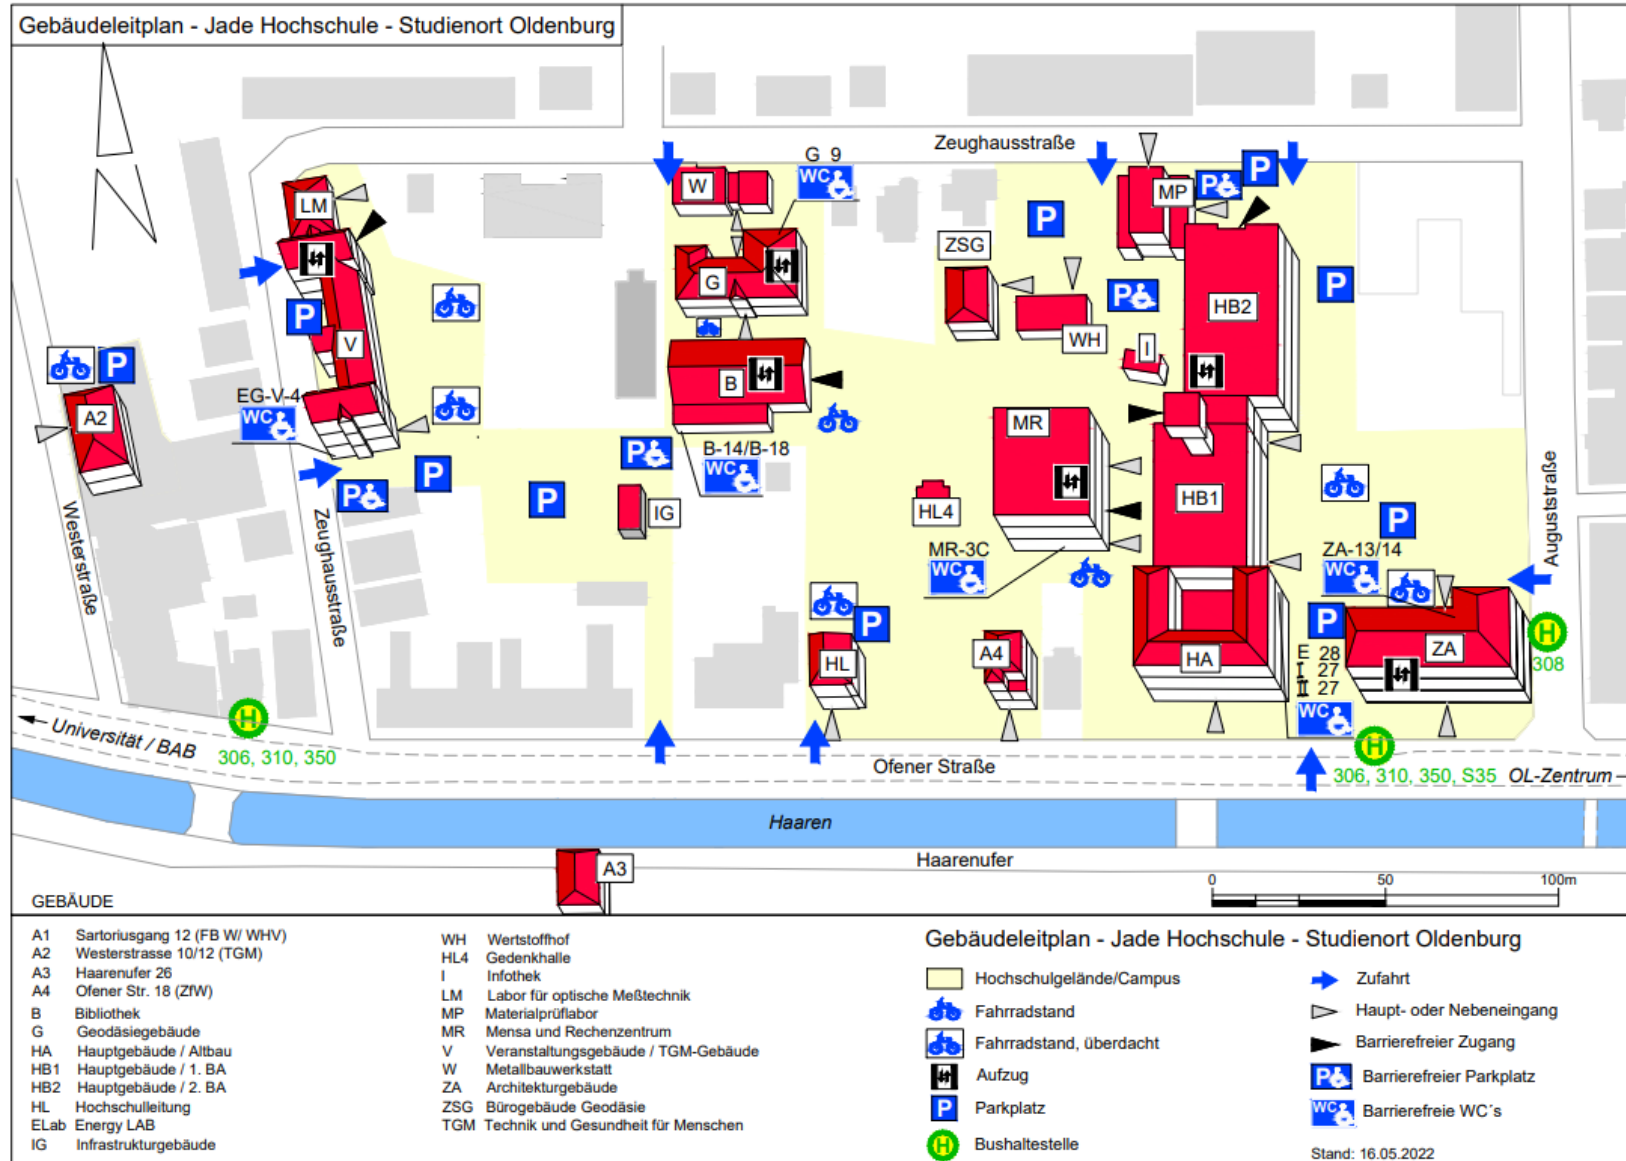 Gebäudeleitplan - Jade Hochschule - Studienort Oldenburg
Zeughausstraße
G 9
WC
W
LM
MP
P
P
P
ZSG
G
HB2
P
P
P
WH
I
V
B
P
A2
EG-V-4
WC
MR
P
B-14/B-18
WC
P
P
P
IG
HL4
HB1
P
Westerstraße
Zeughausstraße
Auguststraße
MR-3C
WC
ZA-13/14
WC
P
P
H
308
HL
A4
HA
E 28
I 27
II 27
WC
ZA
H
306, 310, 350
Universität / BAB
Ofener Straße
H
306, 310, 350, S35
OL-Zentrum
Haaren
Haarenufer
A3
0 50 100m
GEBÄUDE
A1 Sartoriusgang 12 (FB W/ WHV)
A2 Westerstrasse 10/12 (TGM)
A3 Haarenufer 26
A4 Ofener Str. 18 (ZfW)
B Bibliothek
G Geodäsiegebäude
HA Hauptgebäude / Altbau
HB1 Hauptgebäude / 1. BA
HB2 Hauptgebäude / 2. BA
HL Hochschulleitung
ELab Energy LAB
IG Infrastrukturgebäude
WH Wertstoffhof
HL4 Gedenkhalle
I Infothek
LM Labor für optische Meßtechnik
MP Materialprüflabor
MR Mensa und Rechenzentrum
V Veranstaltungsgebäude / TGM-Gebäude
W Metallbauwerkstatt
ZA Architekturgebäude
ZSG Bürogebäude Geodäsie
TGM Technik und Gesundheit für Menschen
Gebäudeleitplan - Jade Hochschule - Studienort Oldenburg
Hochschulgelände/Campus
Fahrradstand
Fahrradstand, überdacht
Aufzug
P Parkplatz
H Bushaltestelle
Zufahrt
Haupt- oder Nebeneingang
Barrierefreier Zugang
P Barrierefreier Parkplatz
WC Barrierefreie WC´s
Stand: 16.05.2022